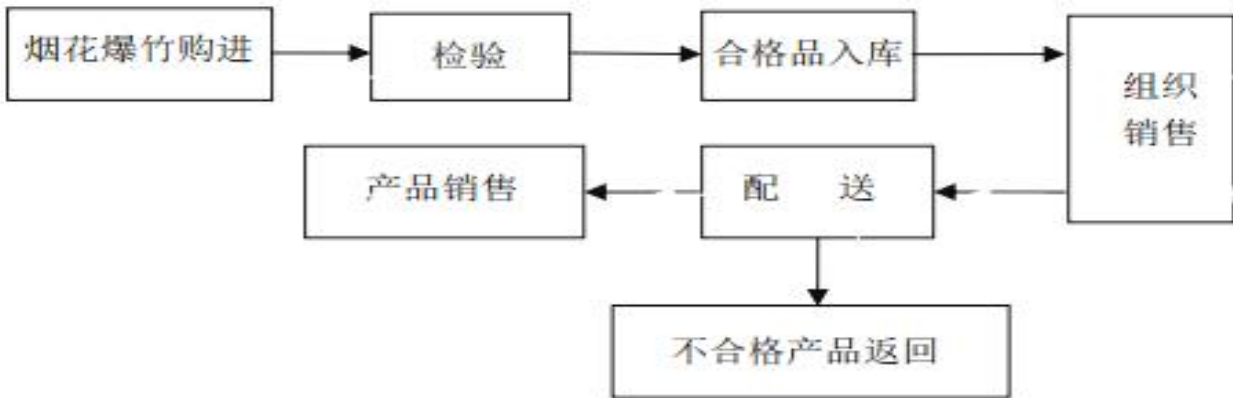 烟花爆竹购进
检验
合格品入库
组织
销售
产品销售
配 送
不合格产品返回